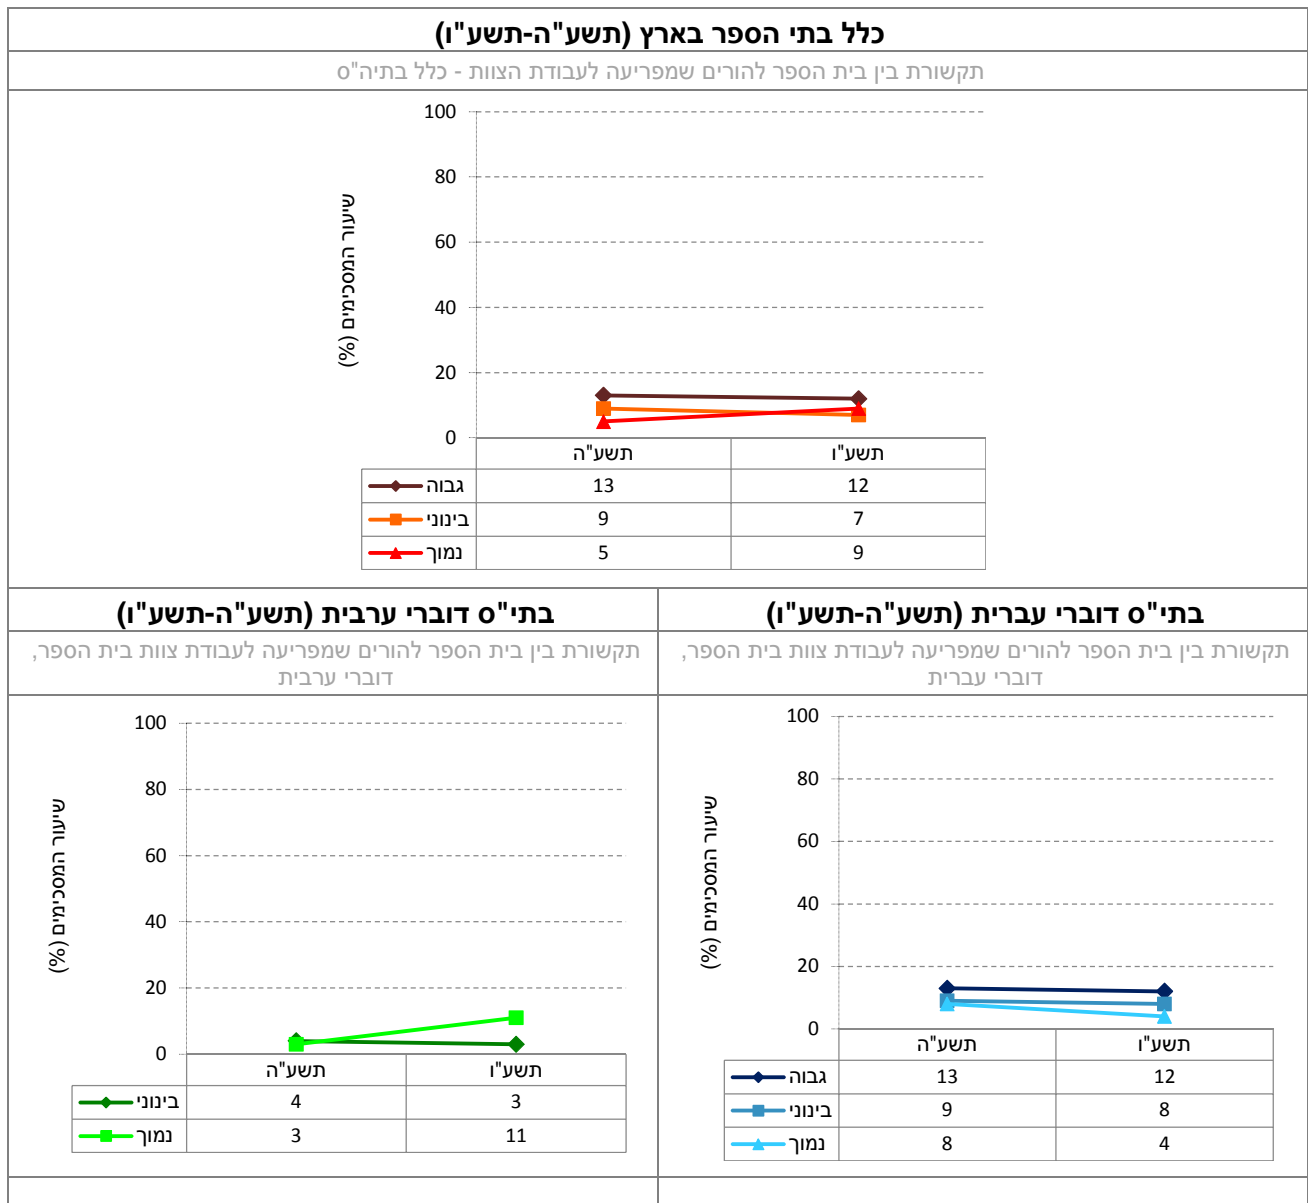 כלל בתי הספר בארץ (תשע"ה-תשע"ו)
תקשורת בין בית הספר להורים שמפריעה לעבודת הצוות - כלל בתיה"ס
שיעור המסכימים (%)
100
80
60
40
20
0
תשע"ה תשע"ו
גבוה 13 12
בינוני 9 7
נמוך 5 9
בתי"ס דוברי עברית (תשע"ה-תשע"ו)
תקשורת בין בית הספר להורים שמפריעה לעבודת צוות בית הספר,
דוברי עברית
שיעור המסכימים (%)
100
80
60
40
20
0
תשע"ה תשע"ו
גבוה 13 12
בינוני 9 8
נמוך 8 4
בתי"ס דוברי ערבית (תשע"ה-תשע"ו)
תקשורת בין בית הספר להורים שמפריעה לעבודת צוות בית הספר,
דוברי ערבית
שיעור המסכימים (%)
100
80
60
40
20
0
תשע"ה תשע"ו
בינוני 4 3
נמוך 3 11